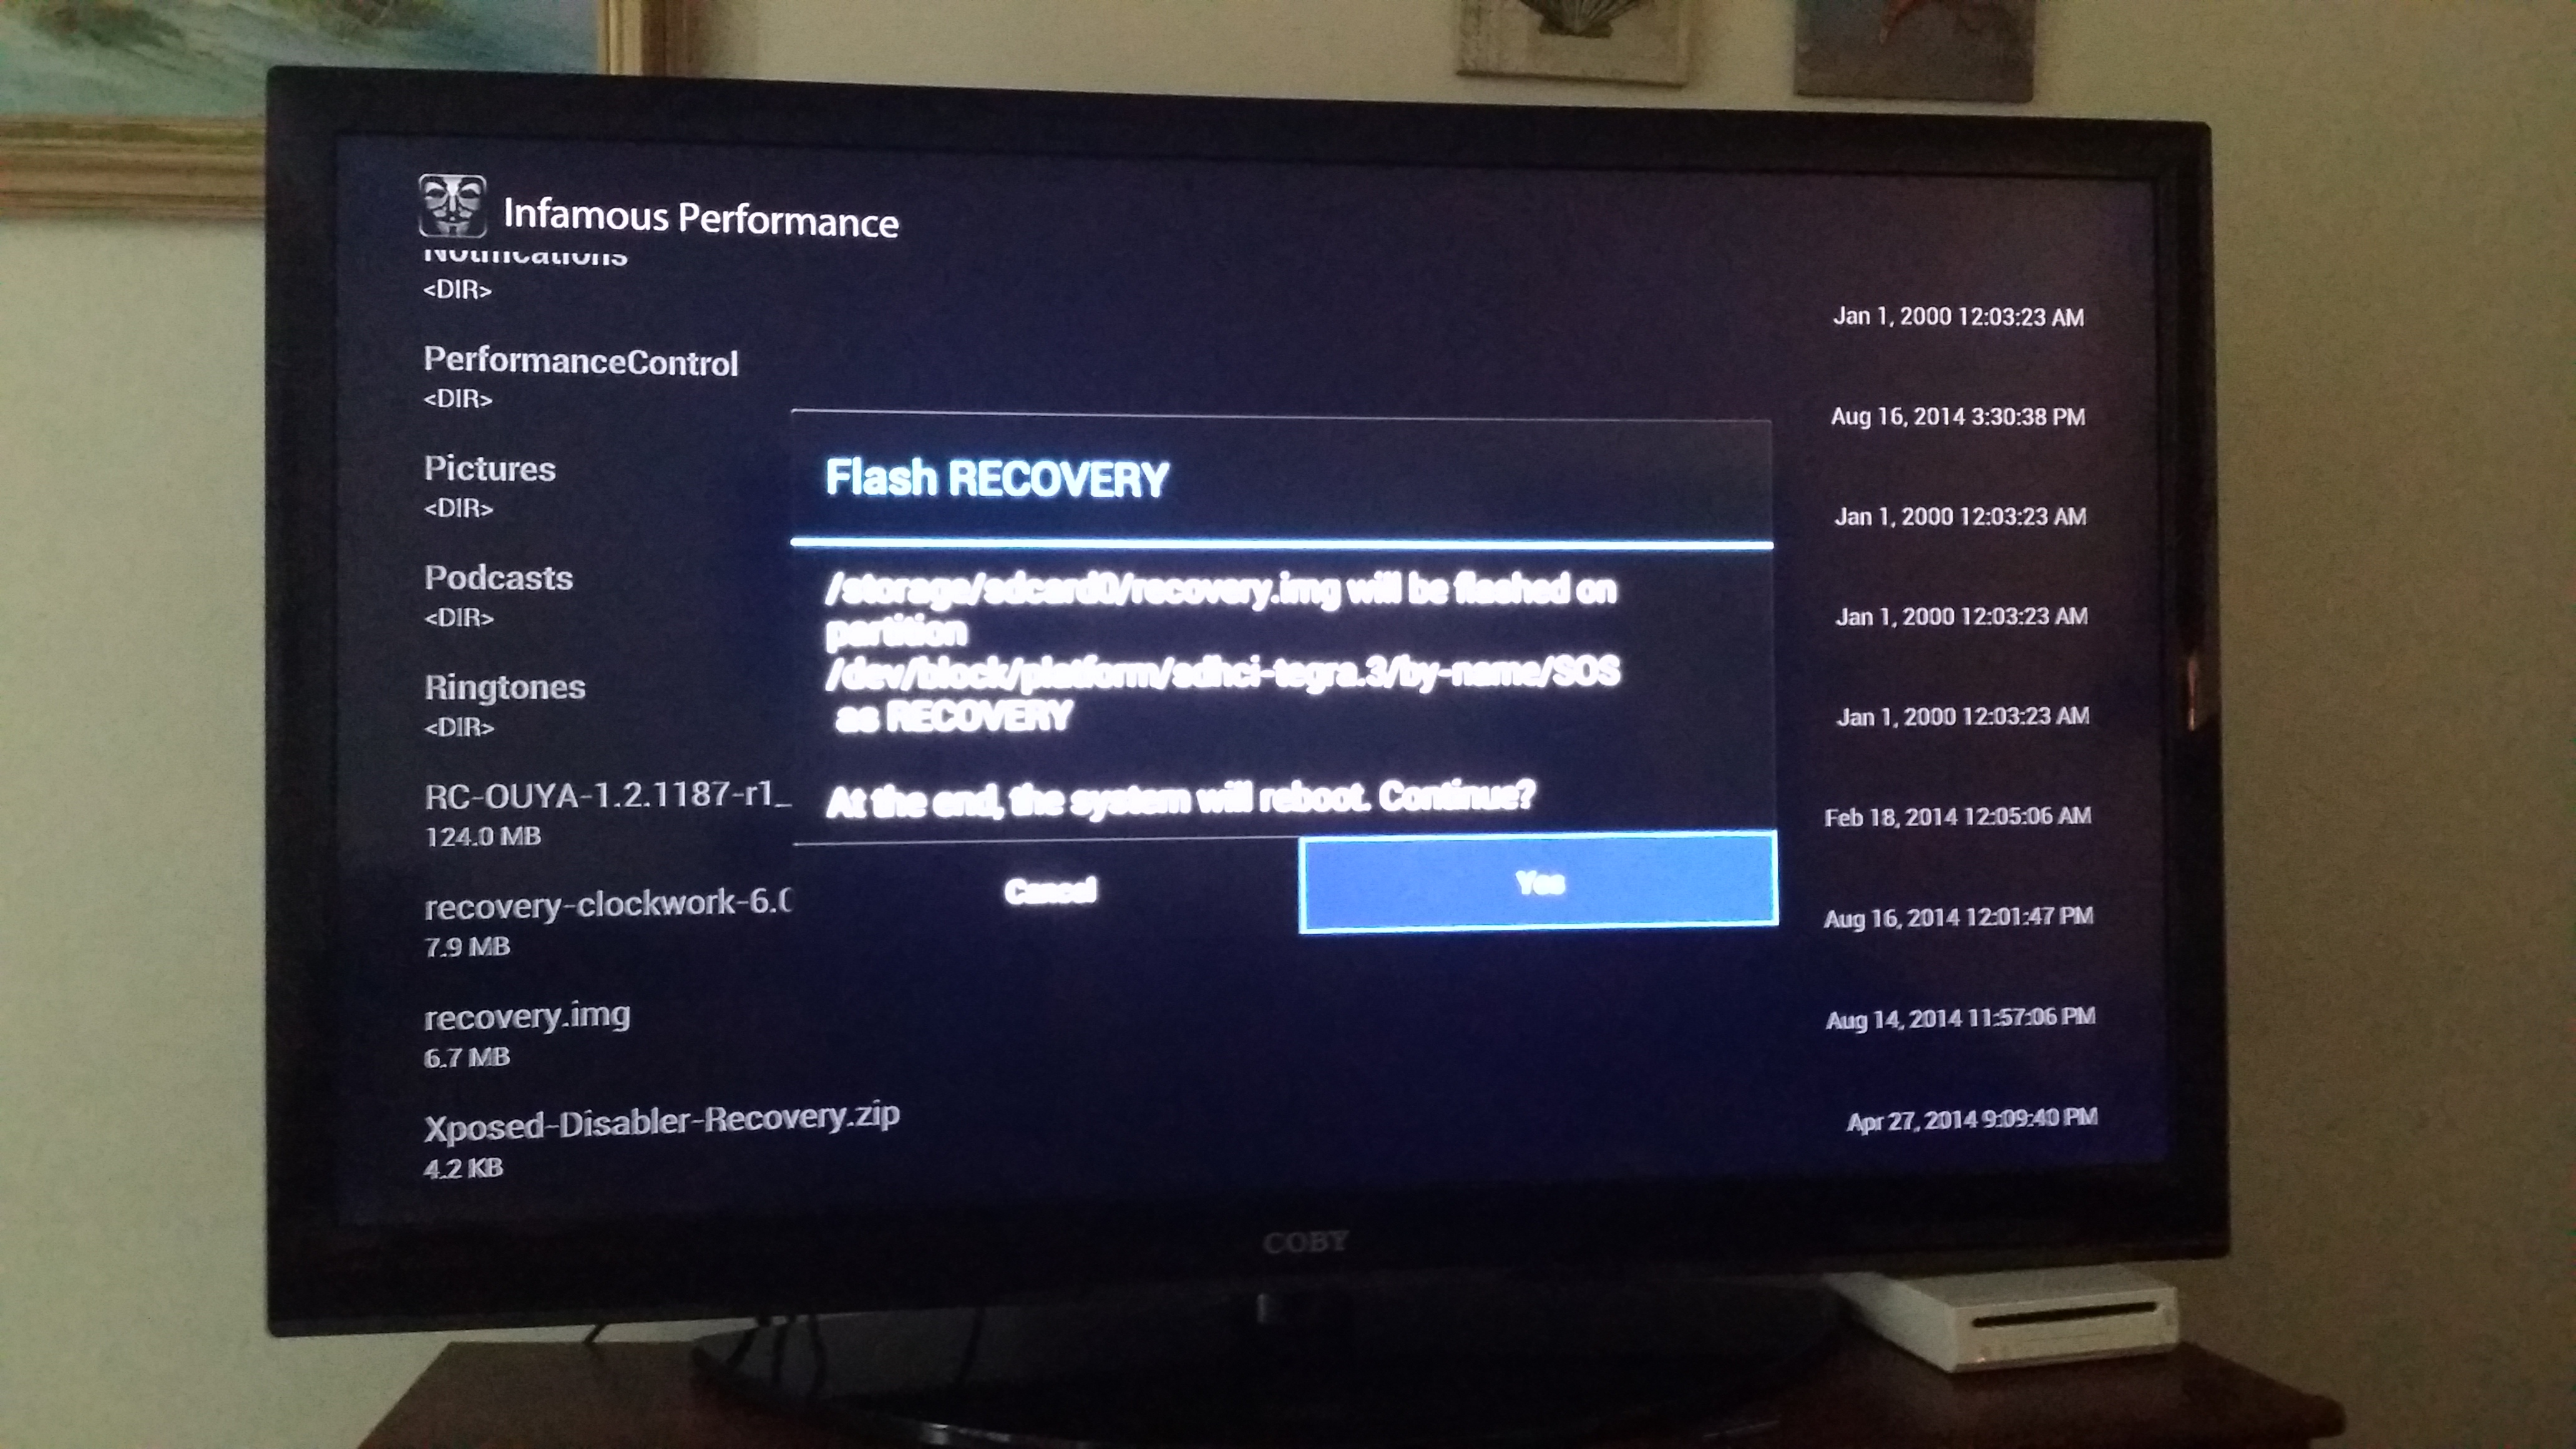 Infamous Performance
Notifications
<DIR>
Jan 1, 2000 12:03:23 AM
PerformanceControl
<DIR>
Aug 16, 2014 3:30:38 PM
Pictures
<DIR>
Jan 1, 2000 12:03:23 AM
Podcasts
<DIR>
Jan 1, 2000 12:03:23 AM
Ringtones
<DIR>
Jan 1, 2000 12:03:23 AM
RC-OUYA-1.2.1187-r1_
124.0 MB
Feb 18, 2014 12:05:06 AM
recovery-clockwork-6.0
7.9 MB
Aug 16, 2014 12:01:47 PM
recovery.img
6.7 MB
Aug 14, 2014 11:57:06 PM
Xposed-Disabler-Recovery.zip
4.2 KB
Apr 27, 2014 9:09:40 PM
Flash RECOVERY
/storage/sdcard0/recovery.img will be flashed on
partition
/dev/block/platform/sdhci-tegra.3/by-name/SOS
as RECOVERY
At the end, the system will reboot. Continue?
Cancel
Yes
COBY